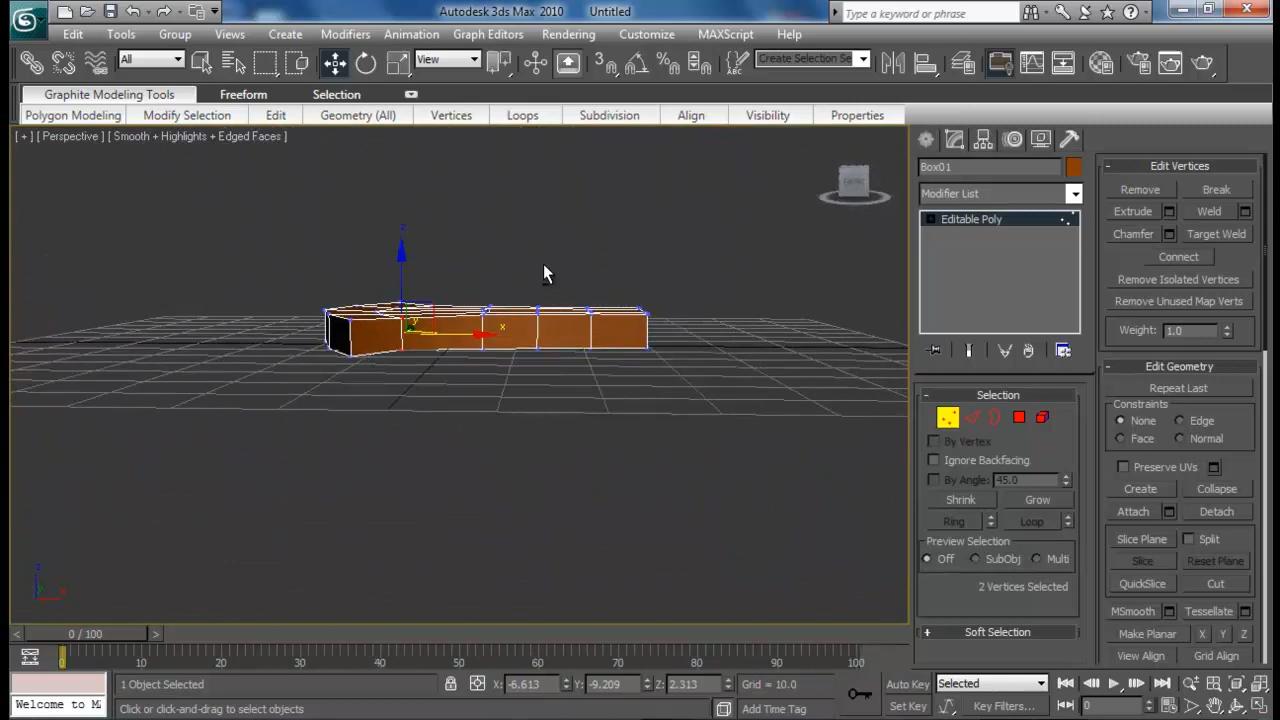 Autodesk 3ds Max 2010 Untitled
Type a keyword or phrase
Edit Tools Group Views Create Modifiers Animation Graph Editors Rendering Customize MAXScript Help
All View Create Selection Se
Graphite Modeling Tools Freeform Selection
Polygon Modeling Modify Selection Edit Geometry (All) Vertices Loops Subdivision Align Visibility Properties
[ + ] [ Perspective ] [ Smooth + Highlights + Edged Faces ]
Box01
Modifier List
Editable Poly
Selection
By Vertex
Ignore Backfacing
By Angle: 45.0
Shrink Grow
Ring Loop
Preview Selection
Off SubObj Multi
2 Vertices Selected
Soft Selection
Edit Vertices
Remove Break
Extrude Weld
Chamfer Target Weld
Connect
Remove Isolated Vertices
Remove Unused Map Verts
Weight: 1.0
Edit Geometry
Repeat Last
Constraints
None Edge
Face Normal
Preserve UVs
Create Collapse
Attach Detach
Slice Plane Split
Slice Reset Plane
QuickSlice Cut
MSmooth Tessellate
Make Planar X Y Z
View Align Grid Align
z
y
x
z
x
0 / 100
0 10 20 30 40 50 60 70 80 90 100
1 Object Selected X: -6.613 Y: -9.209 Z: 2.313 Grid = 10.0 Auto Key Selected
Welcome to MA Click or click-and-drag to select objects Add Time Tag Set Key Key Filters... 0